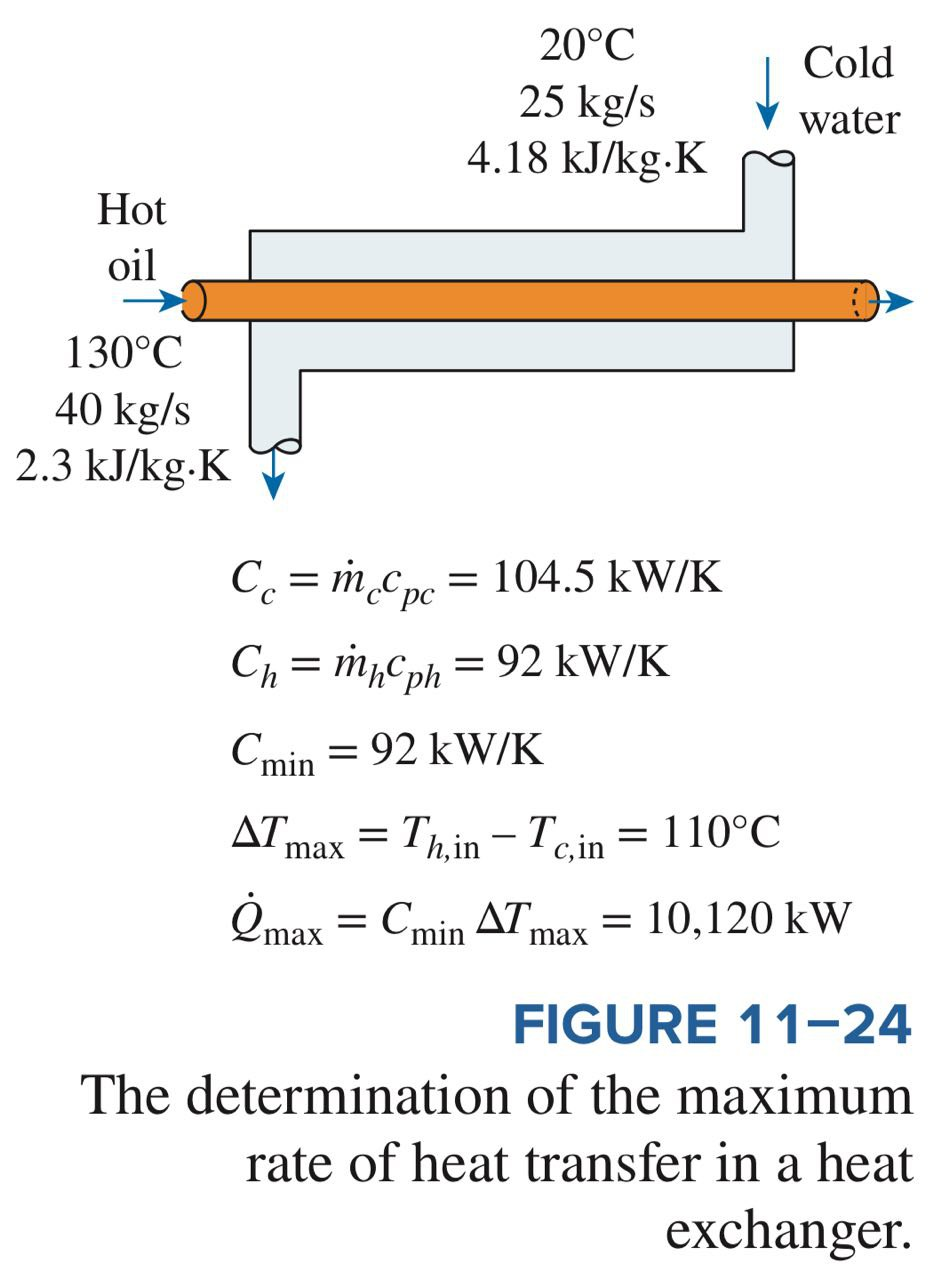 20°C
25 kg/s
4.18 kJ/kg·K
Cold
water
Hot
oil
130°C
40 kg/s
2.3 kJ/kg·K
C_c = ṁ_c c_pc = 104.5 kW/K
C_h = ṁ_h c_ph = 92 kW/K
C_min = 92 kW/K
ΔT_max = T_h,in – T_c,in = 110°C
Q̇_max = C_min ΔT_max = 10,120 kW
FIGURE 11–24
The determination of the maximum
rate of heat transfer in a heat
exchanger.